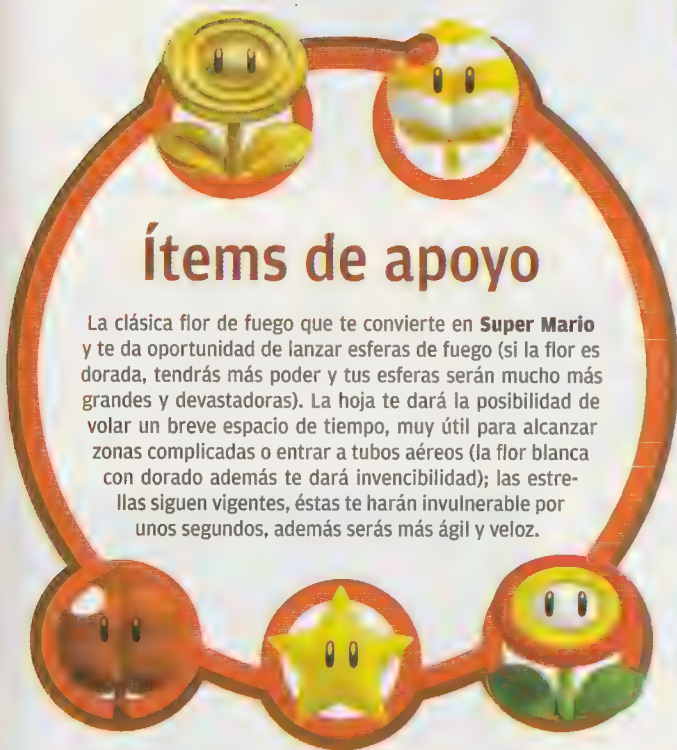 Ítems de apoyo
La clásica flor de fuego que te convierte en Super Mario
y te da oportunidad de lanzar esferas de fuego (si la flor es
dorada, tendrás más poder y tus esferas serán mucho más
grandes y devastadoras). La hoja te dará la posibilidad de
volar un breve espacio de tiempo, muy útil para alcanzar
zonas complicadas o entrar a tubos aéreos (la flor blanca
con dorado además te dará invencibilidad); las estre-
llas siguen vigentes, éstas te harán invulnerable por
unos segundos, además serás más ágil y veloz.